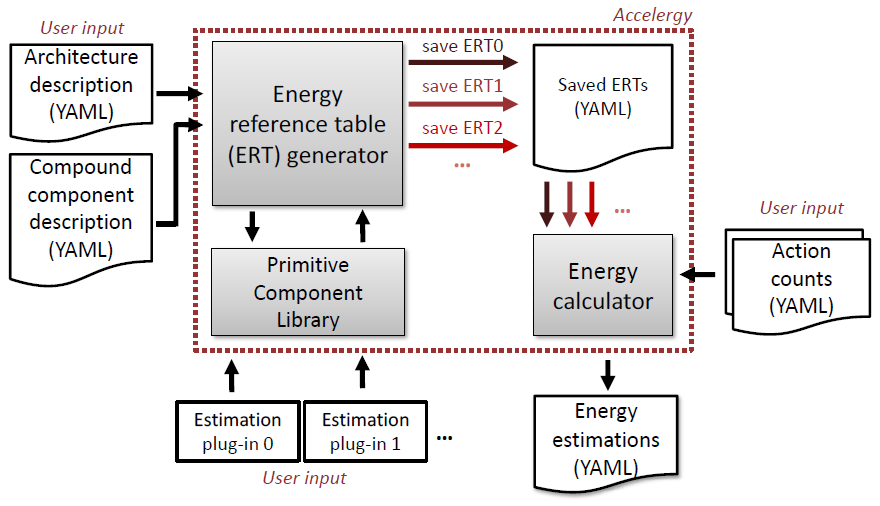 User input
Accelergy
Architecture
description
(YAML)
Compound
component
description
(YAML)
Energy
reference table
(ERT) generator
save ERT0
save ERT1
save ERT2
...
Saved ERTs
(YAML)
...
Primitive
Component
Library
Energy
calculator
User input
Action
counts
(YAML)
Estimation
plug-in 0
Estimation
plug-in 1
...
User input
Energy
estimations
(YAML)